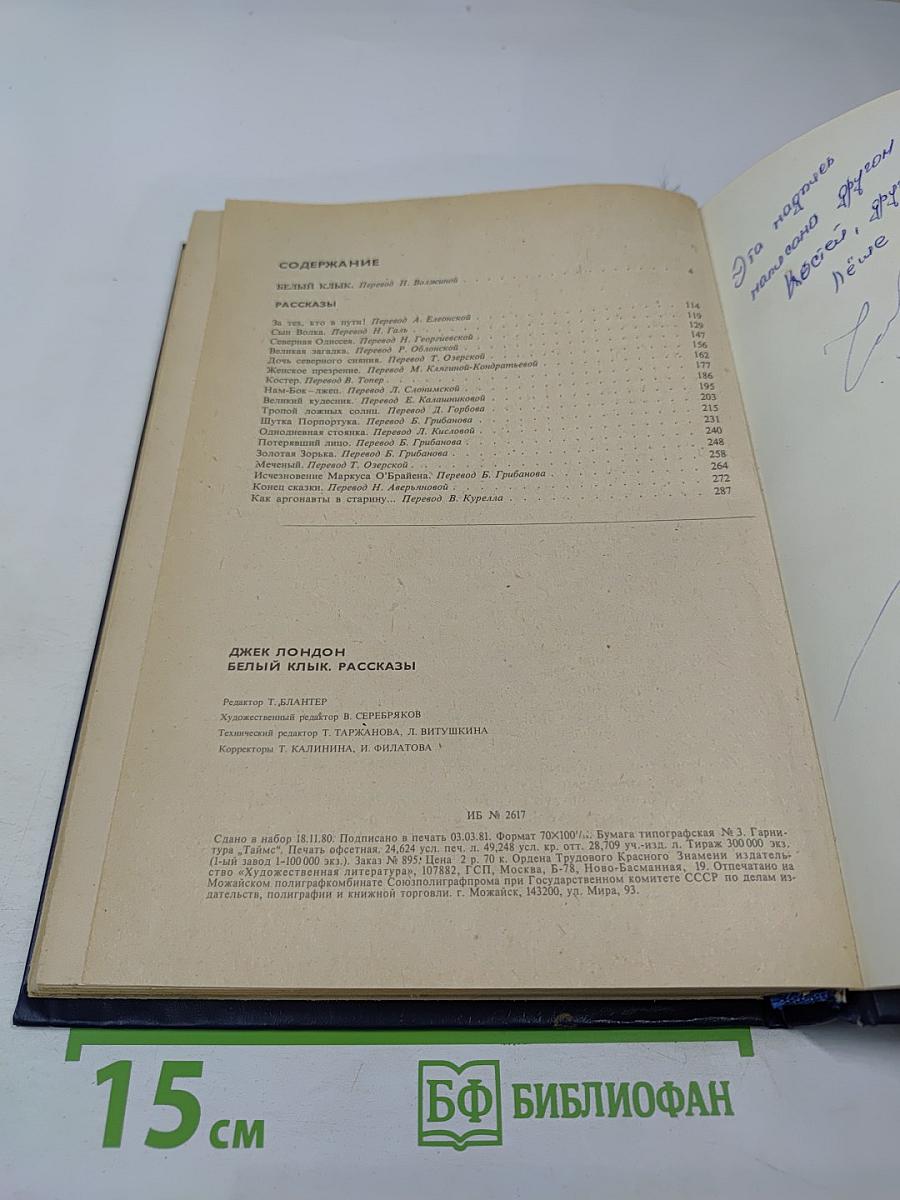 СОДЕРЖАНИЕ
БЕЛЫЙ КЛЫК. Перевод Н. Волжиной . . . 4
РАССКАЗЫ
За тех, кто в пути! Перевод А. Елеонской . . . 114
Сын Волка. Перевод Н. Галь . . . 119
Северная Одиссея. Перевод Н. Георгиевской . . . 129
Великая загадка. Перевод Р. Облонской . . . 147
Дочь северного сияния. Перевод Т. Озерской . . . 156
Женское презрение. Перевод М. Клягиной-Кондратьевой . . . 162
Костер. Перевод В. Топер . . . 177
Нам-Бок–лжец. Перевод Л. Слонимской . . . 186
Великий кудесник. Перевод Е. Калашниковой . . . 195
Тропой ложных солнц. Перевод Д. Горбова . . . 203
Шутка Порпортука. Перевод Б. Грибанова . . . 215
Однодневная стоянка. Перевод Л. Кисловой . . . 231
Потерявший лицо. Перевод Б. Грибанова . . . 240
Золотая Зорька. Перевод Б. Грибанова . . . 248
Меченый. Перевод Т. Озерской . . . 258
Исчезновение Маркуса О'Брайена. Перевод Б. Грибанова . . . 264
Конец сказки. Перевод Н. Аверьяновой . . . 272
Как аргонавты в старину... Перевод В. Курелла . . . 287
ДЖЕК ЛОНДОН
БЕЛЫЙ КЛЫК. РАССКАЗЫ
Редактор Т. БЛАНТЕР
Художественный редактор В. СЕРЕБРЯКОВ
Технический редактор Т. ТАРЖАНОВА, Л. ВИТУШКИНА
Корректоры Т. КАЛИНИНА, И. ФИЛАТОВА
ИБ № 2617
Сдано в набор 18.11.80. Подписано в печать 03.03.81. Формат 70×100 Бумага типографская № 3. Гарни-
тура „Таймс". Печать офсетная. 24,624 усл. печ. л. 49,248 усл. кр. отт. 28,709 уч.-изд. л. Тираж 300 000 экз.
(1-ый завод 1–100 000 экз.). Заказ № 895. Цена 2 р. 70 к. Ордена Трудового Красного Знамени издатель-
ство «Художественная литература», 107882, ГСП, Москва, Б-78, Ново-Басманная, 19. Отпечатано на
Можайском полиграфкомбинате Союзполиграфпрома при Государственном комитете СССР по делам из-
дательств, полиграфии и книжной торговли. г. Можайск, 143200, ул. Мира, 93.
Эта надпись
написано другом
Костей,
Лёше
15 см
БФ БИБЛИОФАН